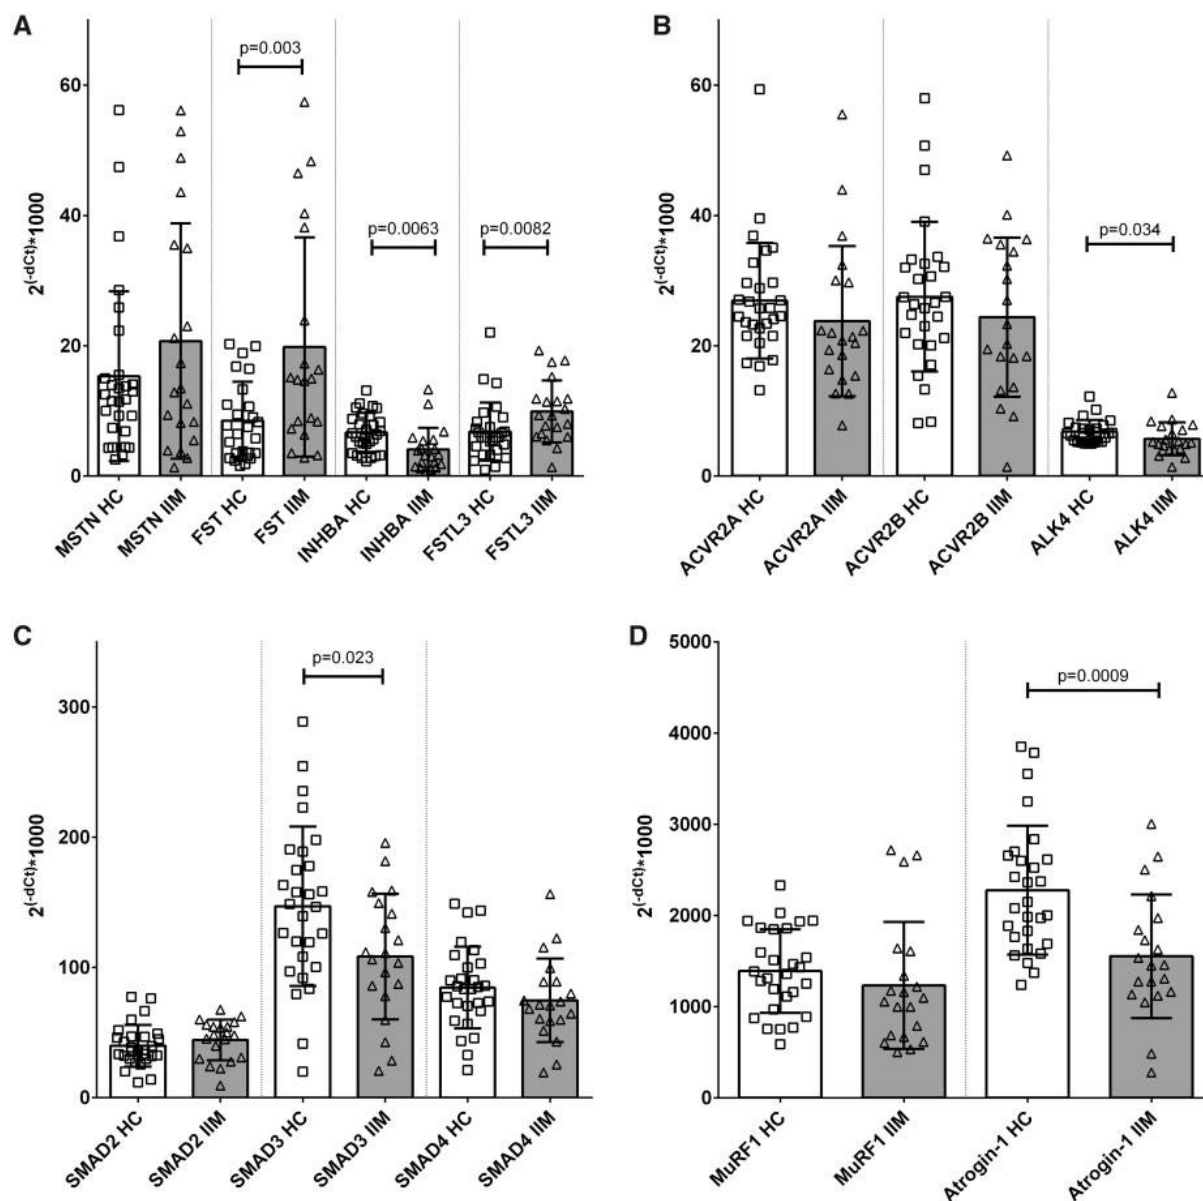 A
2(-dCt)*1000
60
40
20
0
p=0.003
p=0.0063
p=0.0082
MSTN HC
MSTN IIM
FST HC
FST IIM
INHBA HC
INHBA IIM
FSTL3 HC
FSTL3 IIM
B
2(-dCt)*1000
60
40
20
0
p=0.034
ACVR2A HC
ACVR2A IIM
ACVR2B HC
ACVR2B IIM
ALK4 HC
ALK4 IIM
C
2(-dCt)*1000
300
200
100
0
p=0.023
SMAD2 HC
SMAD2 IIM
SMAD3 HC
SMAD3 IIM
SMAD4 HC
SMAD4 IIM
D
2(-dCt)*1000
5000
4000
3000
2000
1000
0
p=0.0009
MuRF1 HC
MuRF1 IIM
Atrogin-1 HC
Atrogin-1 IIM